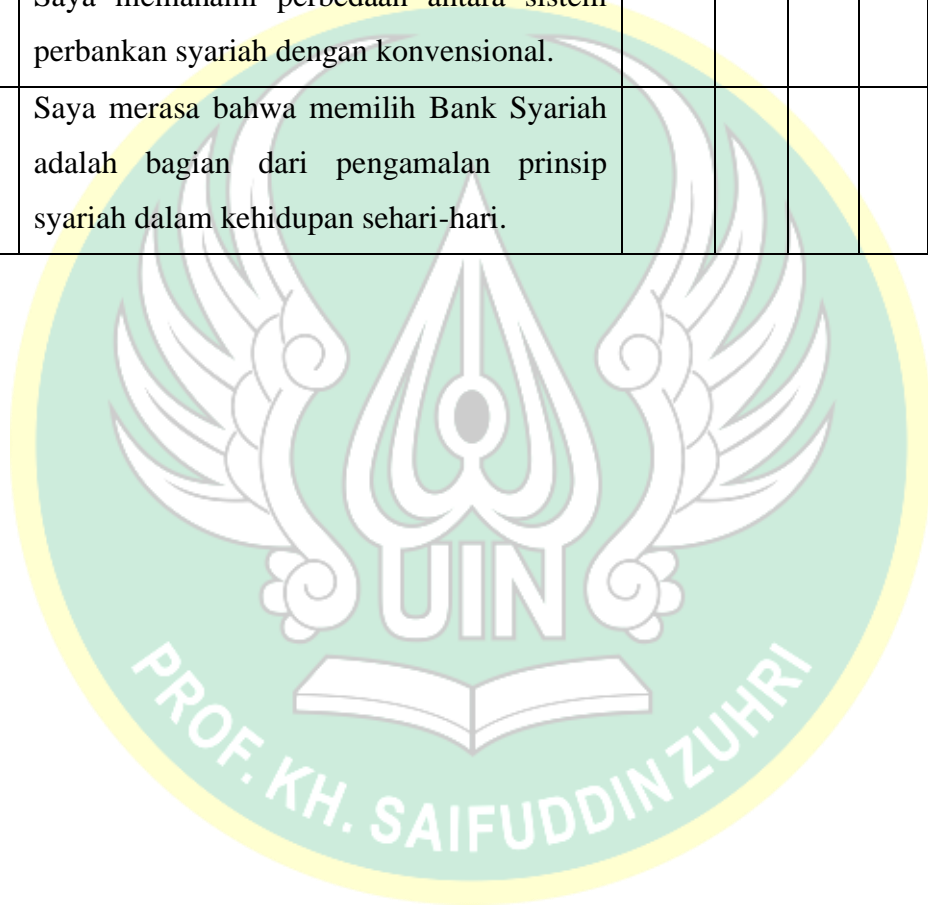 Saya memahami perbedaan antara sistem
perbankan syariah dengan konvensional.
Saya merasa bahwa memilih Bank Syariah
adalah bagian dari pengamalan prinsip
syariah dalam kehidupan sehari-hari.
UIN
PROF. KH. SAIFUDDIN ZUHRI